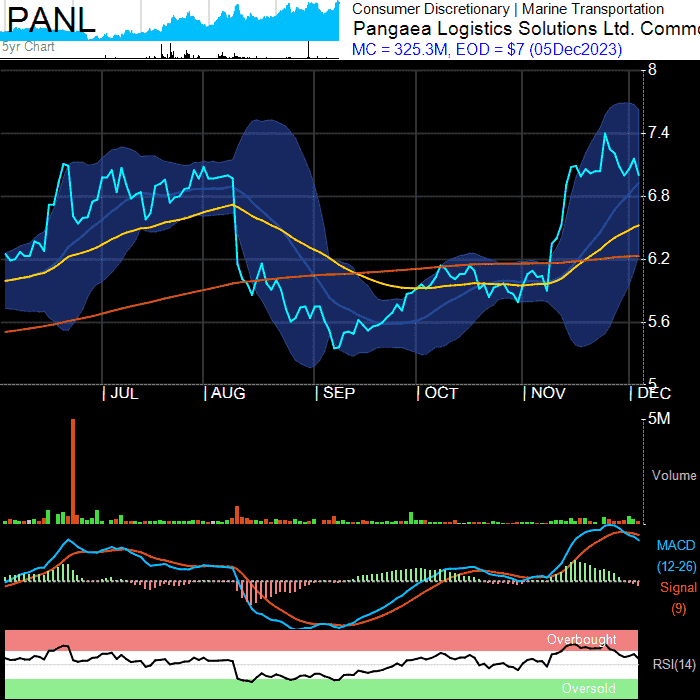 PANL
5yr Chart
Consumer Discretionary | Marine Transportation
Pangaea Logistics Solutions Ltd. Commo
MC = 325.3M, EOD = $7 (05Dec2023)
8
7.4
6.8
6.2
5.6
5
JUL AUG SEP OCT NOV DEC
5M
Volume
MACD
(12-26)
Signal
(9)
Overbought
RSI(14)
Oversold